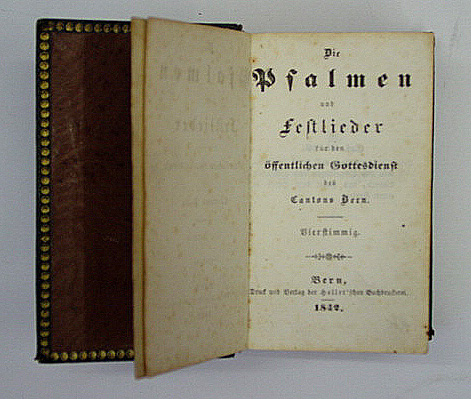 Die
Psalmen
und
Festlieder
für den
öffentlichen Gottesdienst
des
Cantons Bern.
Vierstimmig.
Bern,
Druck und Verlag der Haller'schen Buchdruckerei.
1842.